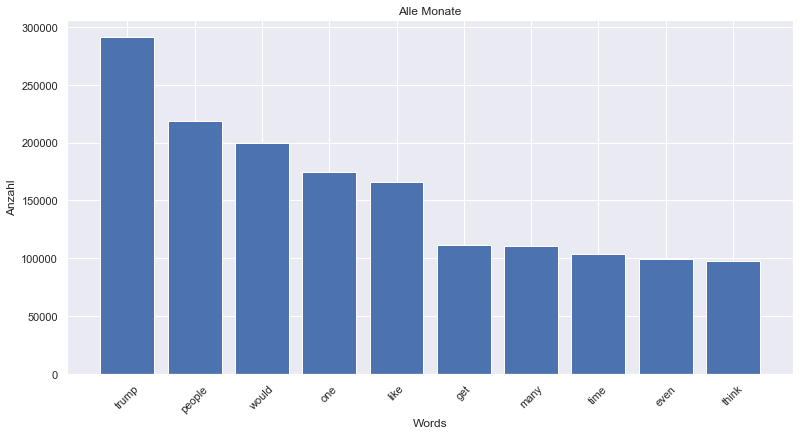 Alle Monate
300000
250000
200000
150000
100000
50000
0
Anzahl
trump
people
would
one
like
get
many
time
even
think
Words